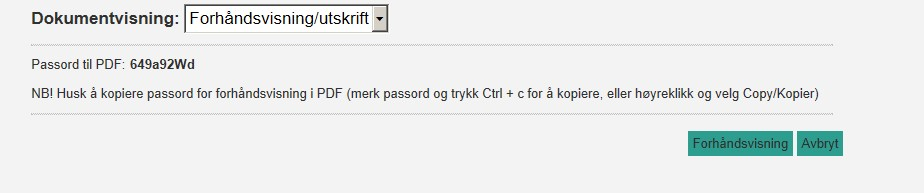 Dokumentvisning: Forhåndsvisning/utskrift
Passord til PDF: 649a92Wd
NB! Husk å kopiere passord for forhåndsvisning i PDF (merk passord og trykk Ctrl + c for å kopiere, eller høyreklikk og velg Copy/Kopier)
Forhåndsvisning Avbryt